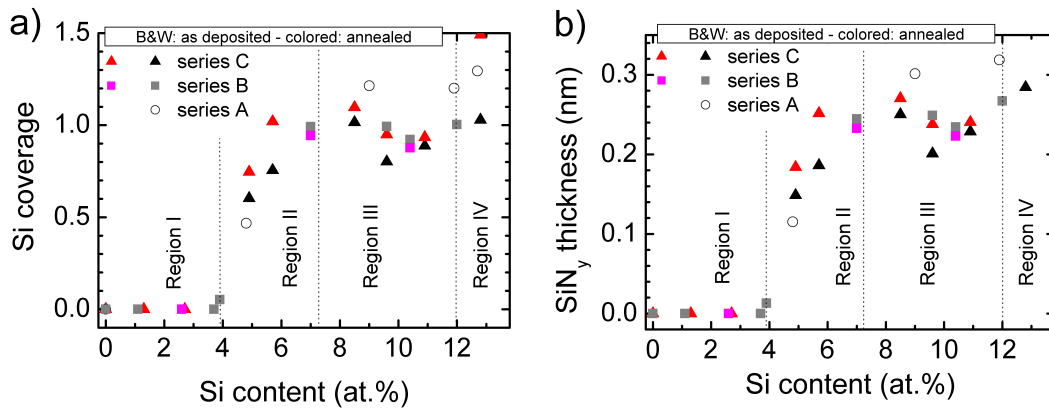 a)
B&W: as deposited - colored: annealed
series C
series B
series A
Si coverage
1.5
1.0
0.5
0.0
Region I
Region II
Region III
Region IV
0 2 4 6 8 10 12
Si content (at.%)
b)
B&W: as deposited - colored: annealed
series C
series B
series A
SiNy thickness (nm)
0.3
0.2
0.1
0.0
Region I
Region II
Region III
Region IV
0 2 4 6 8 10 12
Si content (at.%)